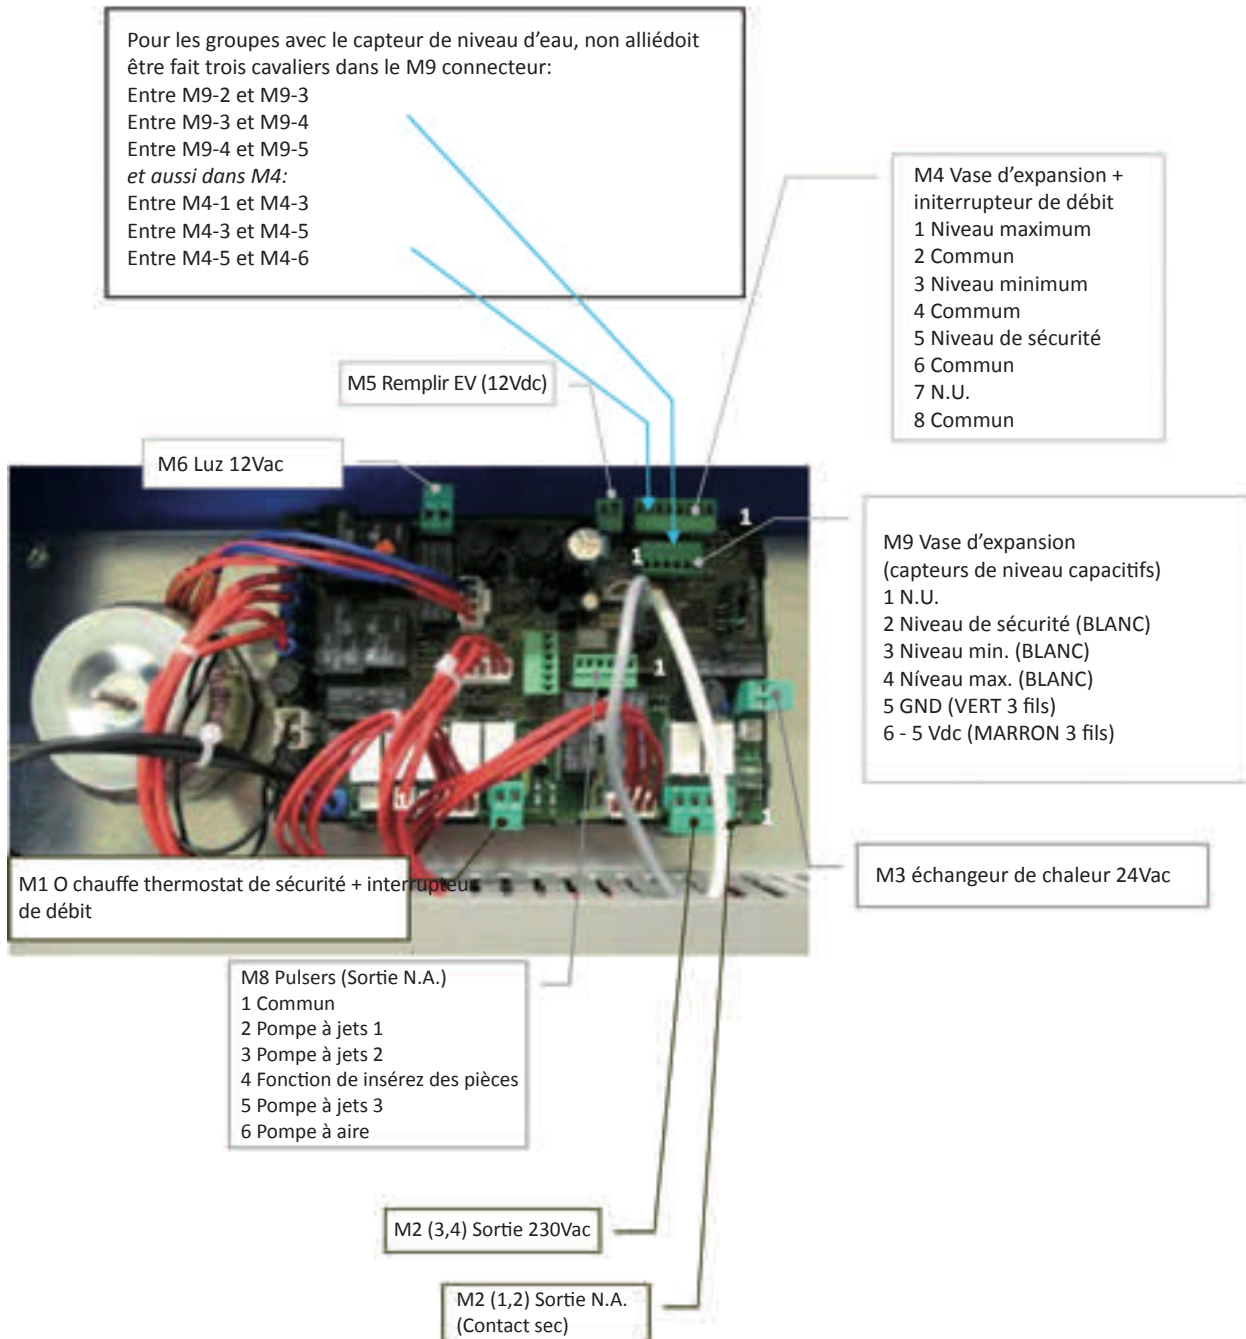 Pour les groupes avec le capteur de niveau d'eau, non alliédoit
être fait trois cavaliers dans le M9 connecteur:
Entre M9-2 et M9-3
Entre M9-3 et M9-4
Entre M9-4 et M9-5
et aussi dans M4:
Entre M4-1 et M4-3
Entre M4-3 et M4-5
Entre M4-5 et M4-6
M4 Vase d'expansion +
initerrupteur de débit
1 Niveau maximum
2 Commun
3 Niveau minimum
4 Commum
5 Niveau de sécurité
6 Commun
7 N.U.
8 Commun
M5 Remplir EV (12Vdc)
M6 Luz 12Vac
1
1
M9 Vase d'expansion
(capteurs de niveau capacitifs)
1 N.U.
2 Niveau de sécurité (BLANC)
3 Niveau min. (BLANC)
4 Níveau max. (BLANC)
5 GND (VERT 3 fils)
6 - 5 Vdc (MARRON 3 fils)
1
1
1
M1 O chauffe thermostat de sécurité + interrupteur
de débit
M3 échangeur de chaleur 24Vac
M8 Pulsers (Sortie N.A.)
1 Commun
2 Pompe à jets 1
3 Pompe à jets 2
4 Fonction de insérez des pièces
5 Pompe à jets 3
6 Pompe à aire
M2 (3,4) Sortie 230Vac
M2 (1,2) Sortie N.A.
(Contact sec)